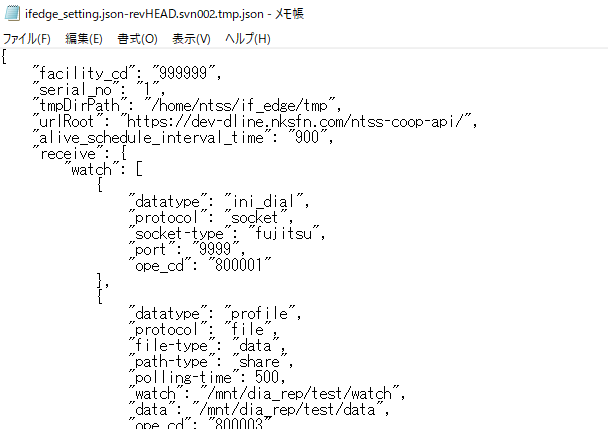 ifedge_setting.json-revHEAD.svn002.tmp.json - メモ帳
ファイル(F) 編集(E) 書式(O) 表示(V) ヘルプ(H)
{
"facility_cd": "999999",
"serial_no": "1",
"tmpDirPath": "/home/ntss/if_edge/tmp",
"urlRoot": "https://dev-dline.nksfn.com/ntss-coop-api/",
"alive_schedule_interval_time": "900",
"receive": {
"watch": [
{
"datatype": "ini_dial",
"protocol": "socket",
"socket-type": "fujitsu",
"port": "9999",
"ope_cd": "800001"
},
{
"datatype": "profile",
"protocol": "file",
"file-type": "data",
"path-type": "share",
"polling-time": 500,
"watch": "/mnt/dia_rep/test/watch",
"data": "/mnt/dia_rep/test/data",
"ope_cd": "800003"